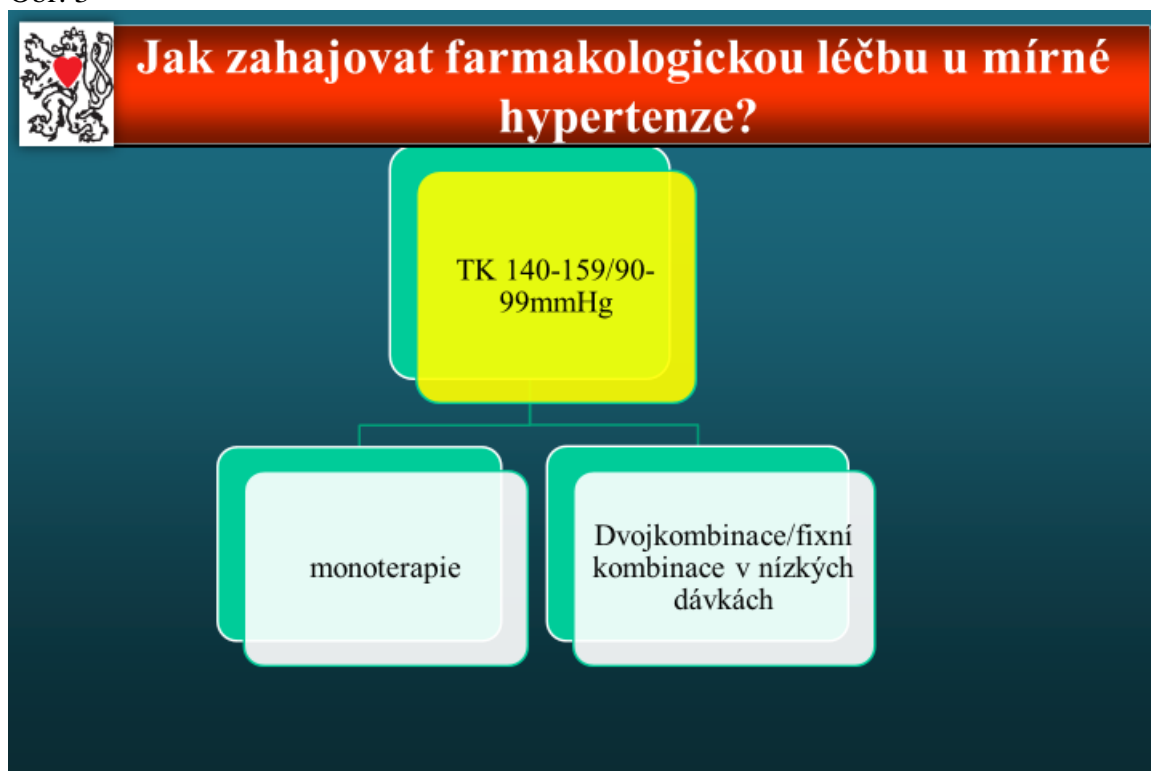 Jak zahajovat farmakologickou léčbu u mírné
hypertenze?
TK 140-159/90-
99mmHg
monoterapie
Dvojkombinace/fixní
kombinace v nízkých
dávkách